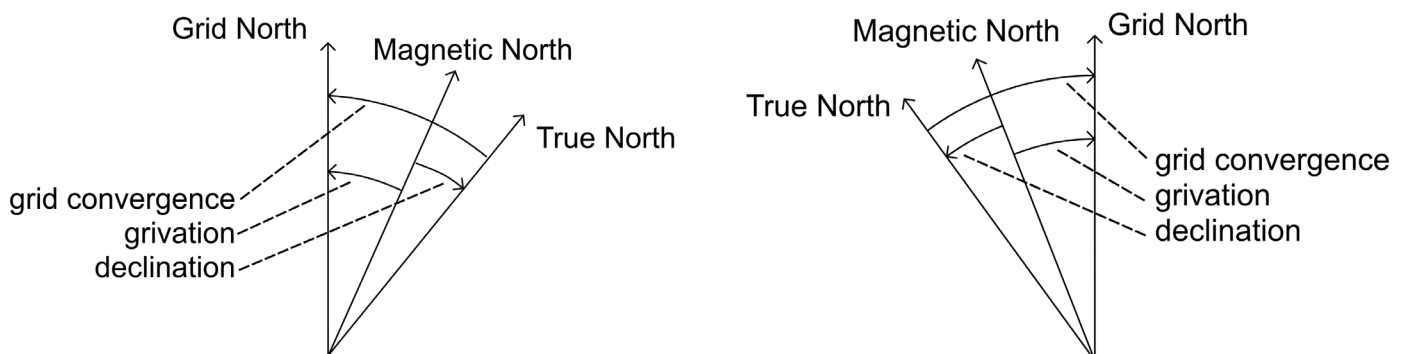 Grid North
Magnetic North
True North
grid convergence
grivation
declination
Magnetic North
Grid North
True North
grid convergence
grivation
declination